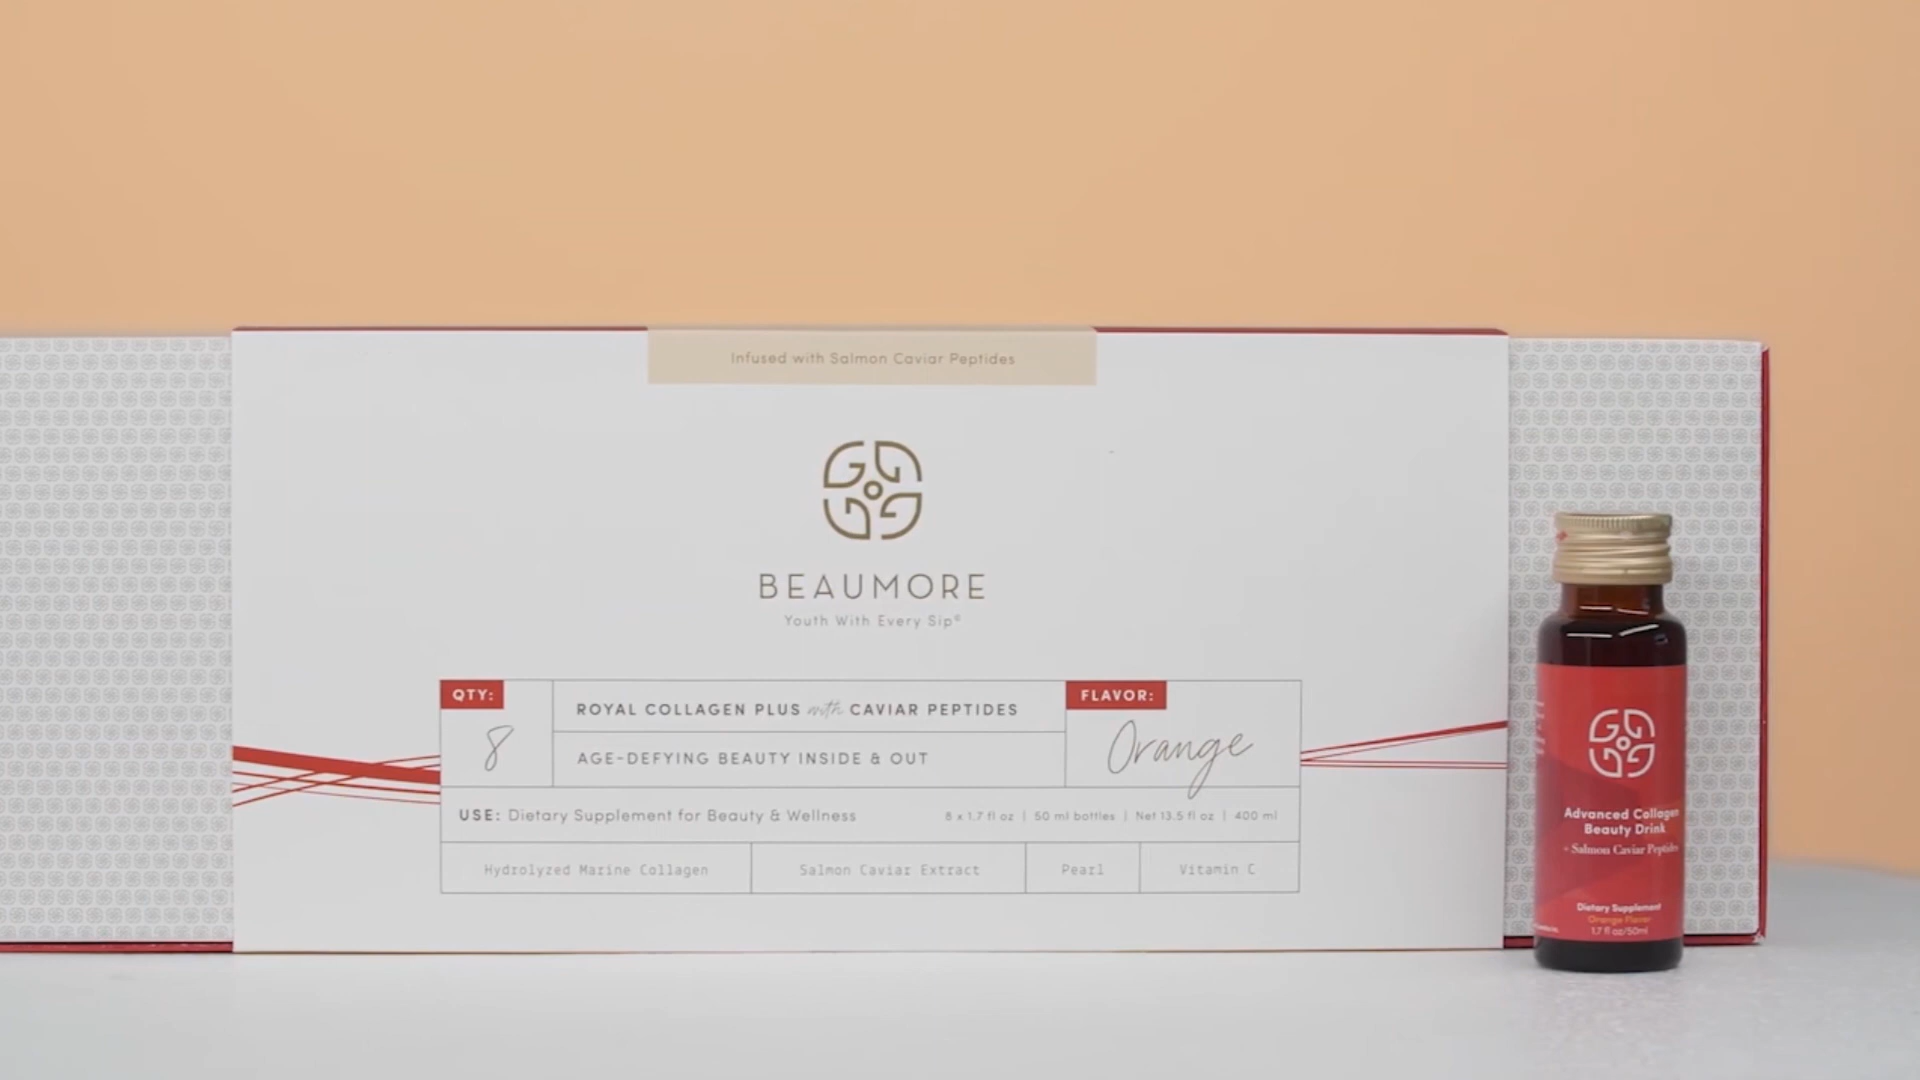 Infused with Salmon Caviar Peptides
BEAUMORE
Youth With Every Sip®
QTY:
8
ROYAL COLLAGEN PLUS with CAVIAR PEPTIDES
AGE-DEFYING BEAUTY INSIDE & OUT
FLAVOR:
Orange
USE: Dietary Supplement for Beauty & Wellness
8 x 1.7 fl oz | 50 ml bottles | Net 13.5 fl oz | 400 ml
Hydrolyzed Marine Collagen
Salmon Caviar Extract
Pearl
Vitamin C
Advanced Collagen
Beauty Drink
+ Salmon Caviar Peptides
Dietary Supplement
Orange Flavor
1.7 fl oz/50ml